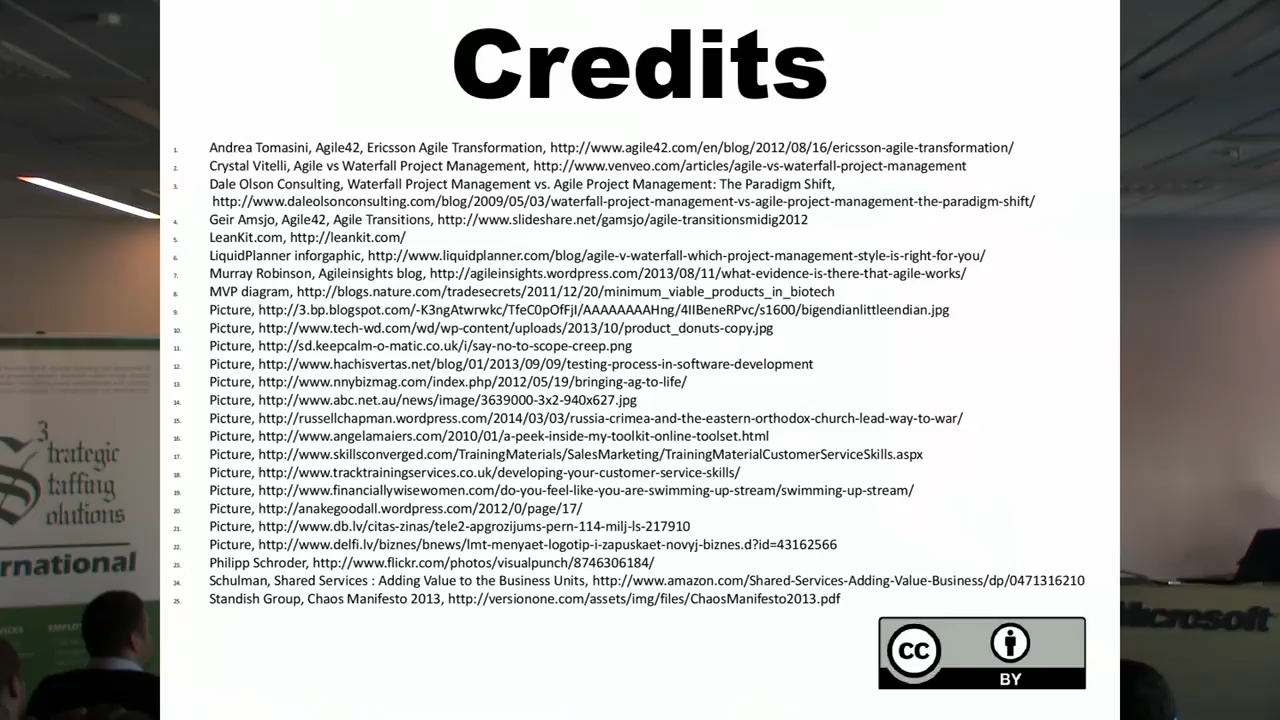 Credits
1. Andrea Tomasini, Agile42, Ericsson Agile Transformation, http://www.agile42.com/en/blog/2012/08/16/ericsson-agile-transformation/
2. Crystal Vitelli, Agile vs Waterfall Project Management, http://www.venveo.com/articles/agile-vs-waterfall-project-management
3. Dale Olson Consulting, Waterfall Project Management vs. Agile Project Management: The Paradigm Shift,
http://www.daleolsonconsulting.com/blog/2009/05/03/waterfall-project-management-vs-agile-project-management-the-paradigm-shift/
4. Geir Amsjo, Agile42, Agile Transitions, http://www.slideshare.net/gamsjo/agile-transitionsmidig2012
5. LeanKit.com, http://leankit.com/
6. LiquidPlanner inforgaphic, http://www.liquidplanner.com/blog/agile-v-waterfall-which-project-management-style-is-right-for-you/
7. Murray Robinson, Agileinsights blog, http://agileinsights.wordpress.com/2013/08/11/what-evidence-is-there-that-agile-works/
8. MVP diagram, http://blogs.nature.com/tradesecrets/2011/12/20/minimum_viable_products_in_biotech
9. Picture, http://3.bp.blogspot.com/-K3ngAtwrwkc/TfeC0pOfFjI/AAAAAAAAHng/4IIBeneRPvc/s1600/bigendianlittleendian.jpg
10. Picture, http://www.tech-wd.com/wd/wp-content/uploads/2013/10/product_donuts-copy.jpg
11. Picture, http://sd.keepcalm-o-matic.co.uk/i/say-no-to-scope-creep.png
12. Picture, http://www.hachisvertas.net/blog/01/2013/09/09/testing-process-in-software-development
13. Picture, http://www.nnybizmag.com/index.php/2012/05/19/bringing-ag-to-life/
14. Picture, http://www.abc.net.au/news/image/3639000-3x2-940x627.jpg
15. Picture, http://russellchapman.wordpress.com/2014/03/03/russia-crimea-and-the-eastern-orthodox-church-lead-way-to-war/
16. Picture, http://www.angelamaiers.com/2010/01/a-peek-inside-my-toolkit-online-toolset.html
17. Picture, http://www.skillsconverged.com/TrainingMaterials/SalesMarketing/TrainingMaterialCustomerServiceSkills.aspx
18. Picture, http://www.tracktrainingservices.co.uk/developing-your-customer-service-skills/
19. Picture, http://www.financiallywisewomen.com/do-you-feel-like-you-are-swimming-up-stream/swimming-up-stream/
20. Picture, http://anakegoodall.wordpress.com/2012/0/page/17/
21. Picture, http://www.db.lv/citas-zinas/tele2-apgrozijums-pern-114-milj-ls-217910
22. Picture, http://www.delfi.lv/biznes/bnews/lmt-menyaet-logotip-i-zapuskaet-novyj-biznes.d?id=43162566
23. Philipp Schroder, http://www.flickr.com/photos/visualpunch/8746306184/
24. Schulman, Shared Services : Adding Value to the Business Units, http://www.amazon.com/Shared-Services-Adding-Value-Business/dp/0471316210
25. Standish Group, Chaos Manifesto 2013, http://versionone.com/assets/img/files/ChaosManifesto2013.pdf
cc
BY
3
Strategic
Staffing
Solutions
rnational
Microsoft